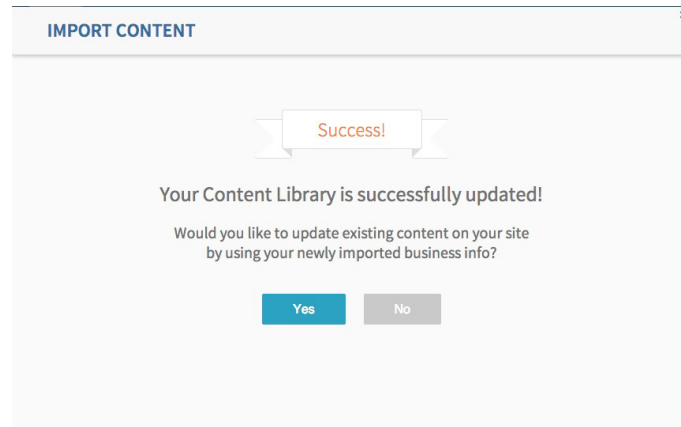 IMPORT CONTENT
Success!
Your Content Library is successfully updated!
Would you like to update existing content on your site
by using your newly imported business info?
Yes
No